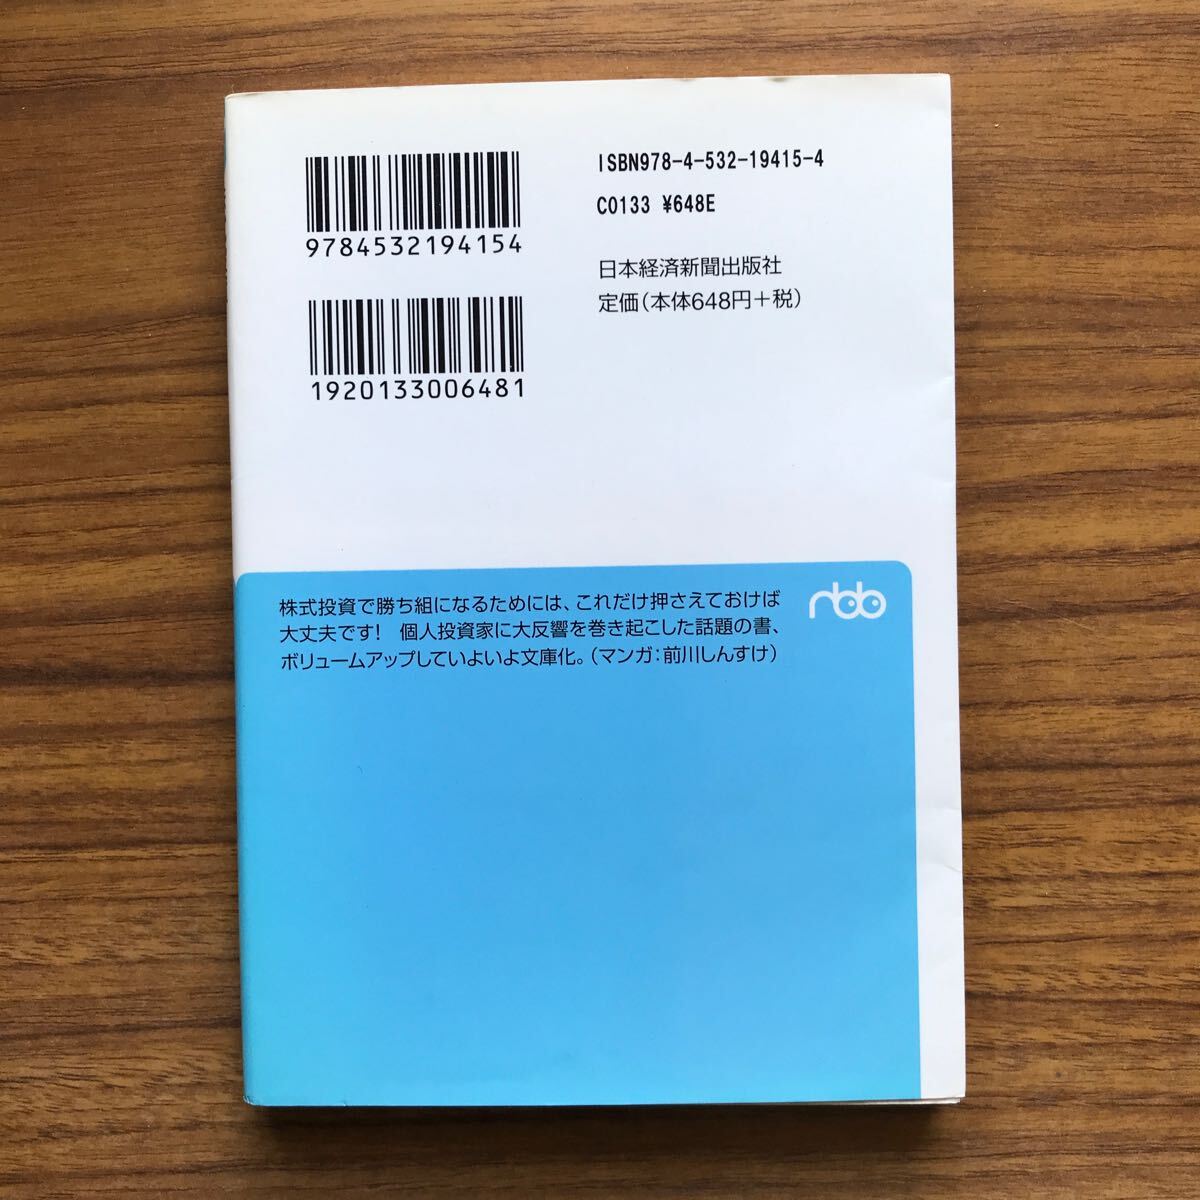 ISBN978-4-532-19415-4
C0133 ¥648E
9784532194154
日本経済新聞出版社
定価(本体648円+税)
1920133006481
株式投資で勝ち組になるためには、これだけ押さえておけば
大丈夫です! 個人投資家に大反響を巻き起こした話題の書、
ボリュームアップしていよいよ文庫化。(マンガ:前川しんすけ)
nbb